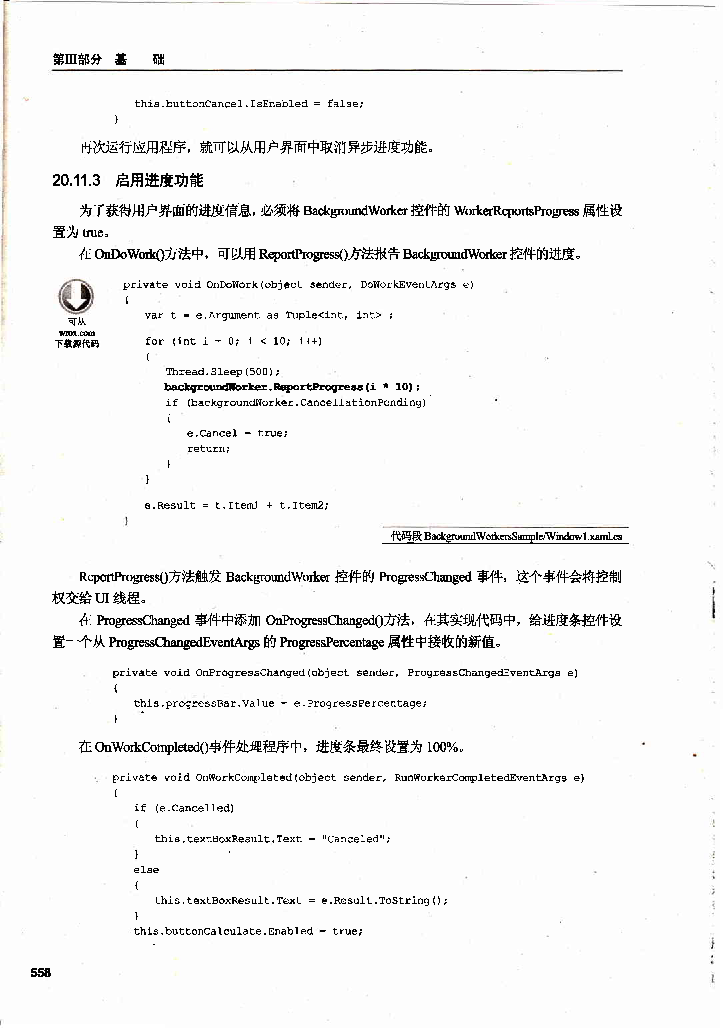 第III部分 基 础
this.buttonCancel.IsEnabled = false;
}
再次运行应用程序，就可以从用户界面中取消异步进度功能。
20.11.3 启用进度功能
为了获得用户界面的进度信息，必须将 BackgroundWorker 控件的 WorkerReportsProgress 属性设
置为 true。
在 OnDoWork()方法中，可以用 ReportProgress()方法报告 BackgroundWorker 控件的进度。
可从
wrox.com
下载源代码
private void OnDoWork(object sender, DoWorkEventArgs e)
{
var t = e.Argument as Tuple<int, int> ;
for (int i = 0; i < 10; i++)
{
Thread.Sleep(500);
backgroundWorker.ReportProgress(i * 10);
if (backgroundWorker.CancellationPending)
{
e.Cancel = true;
return;
}
}
e.Result = t.Item1 + t.Item2;
}
代码段 BackgroundWorkersSample/Window1.xaml.cs
ReportProgress()方法触发 BackgroundWorker 控件的 ProgressChanged 事件，这个事件会将控制
权交给 UI 线程。
在 ProgressChanged 事件中添加 OnProgressChanged()方法，在其实现代码中，给进度条控件设
置一个从 ProgressChangedEventArgs 的 ProgressPercentage 属性中接收的新值。
private void OnProgressChanged(object sender, ProgressChangedEventArgs e)
{
this.progressBar.Value = e.ProgressPercentage;
}
在 OnWorkCompleted()事件处理程序中，进度条最终设置为 100%。
private void OnWorkCompleted(object sender, RunWorkerCompletedEventArgs e)
{
if (e.Cancelled)
{
this.textBoxResult.Text = "Canceled";
}
else
{
this.textBoxResult.Text = e.Result.ToString();
}
this.buttonCalculate.Enabled = true;
558